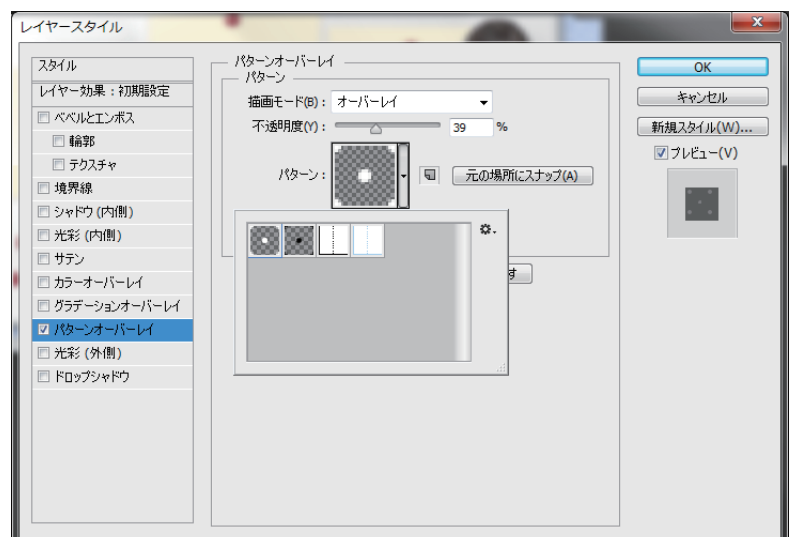 レイヤースタイル
スタイル
レイヤー効果：初期設定
ベベルとエンボス
輪郭
テクスチャ
境界線
シャドウ (内側)
光彩 (内側)
サテン
カラーオーバーレイ
グラデーションオーバーレイ
パターンオーバーレイ
光彩 (外側)
ドロップシャドウ
パターンオーバーレイ
パターン
描画モード(B)： オーバーレイ
不透明度(Y)： 39 %
パターン： 元の場所にスナップ(A)
す
OK
キャンセル
新規スタイル(W)...
プレビュー(V)